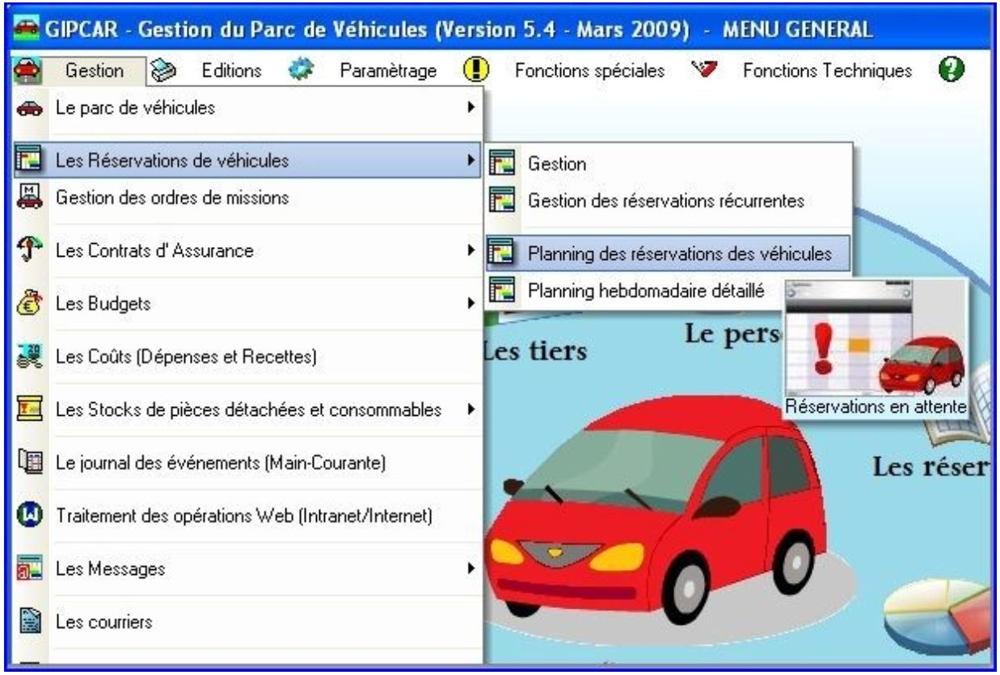 GIPCAR - Gestion du Parc de Véhicules (Version 5.4 - Mars 2009) - MENU GENERAL
Gestion Editions Paramètrage Fonctions spéciales Fonctions Techniques
Le parc de véhicules
Les Réservations de véhicules
Gestion
Gestion des ordres de missions
Gestion des réservations récurrentes
Les Contrats d'Assurance
Planning des réservations des véhicules
Planning hebdomadaire détaillé
Les Budgets
Les tiers
Le pers
Les Coûts (Dépenses et Recettes)
Les Stocks de pièces détachées et consommables
Réservations en attente
Le journal des événements (Main-Courante)
Les réser
Traitement des opérations Web (Intranet/Internet)
Les Messages
Les courriers